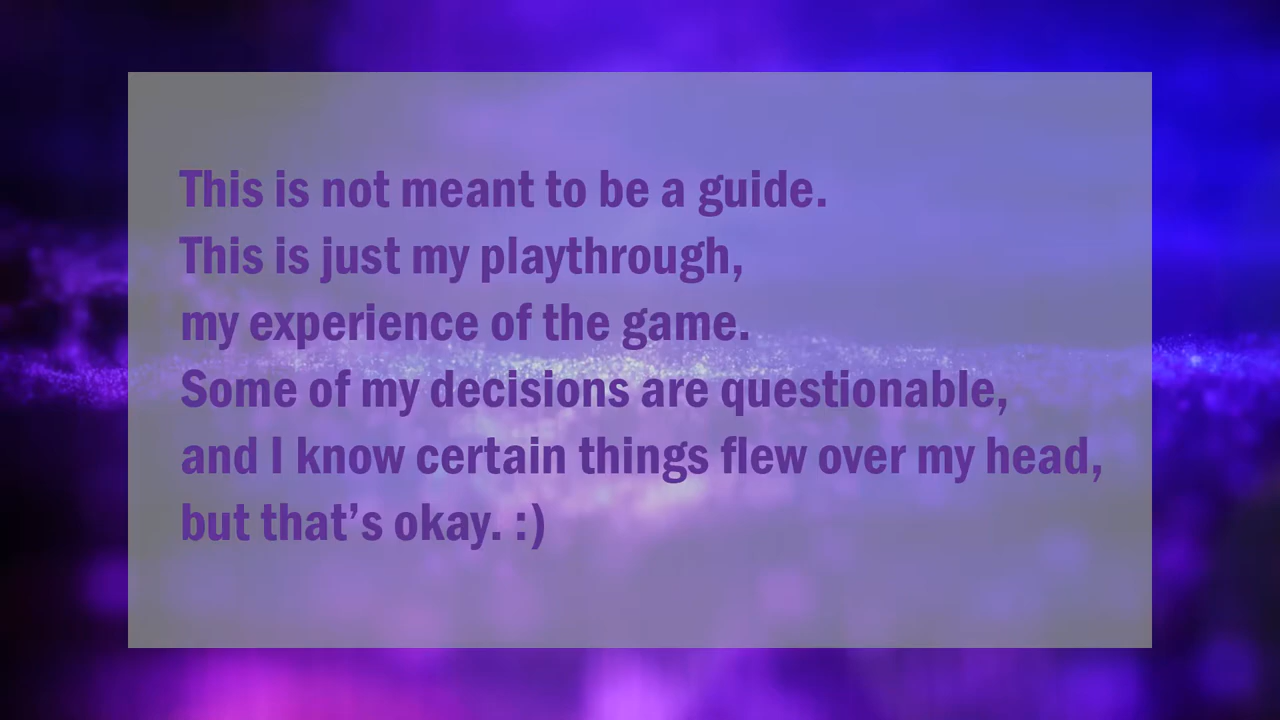 This is not meant to be a guide.
This is just my playthrough,
my experience of the game.
Some of my decisions are questionable,
and I know certain things flew over my head,
but that’s okay. :)